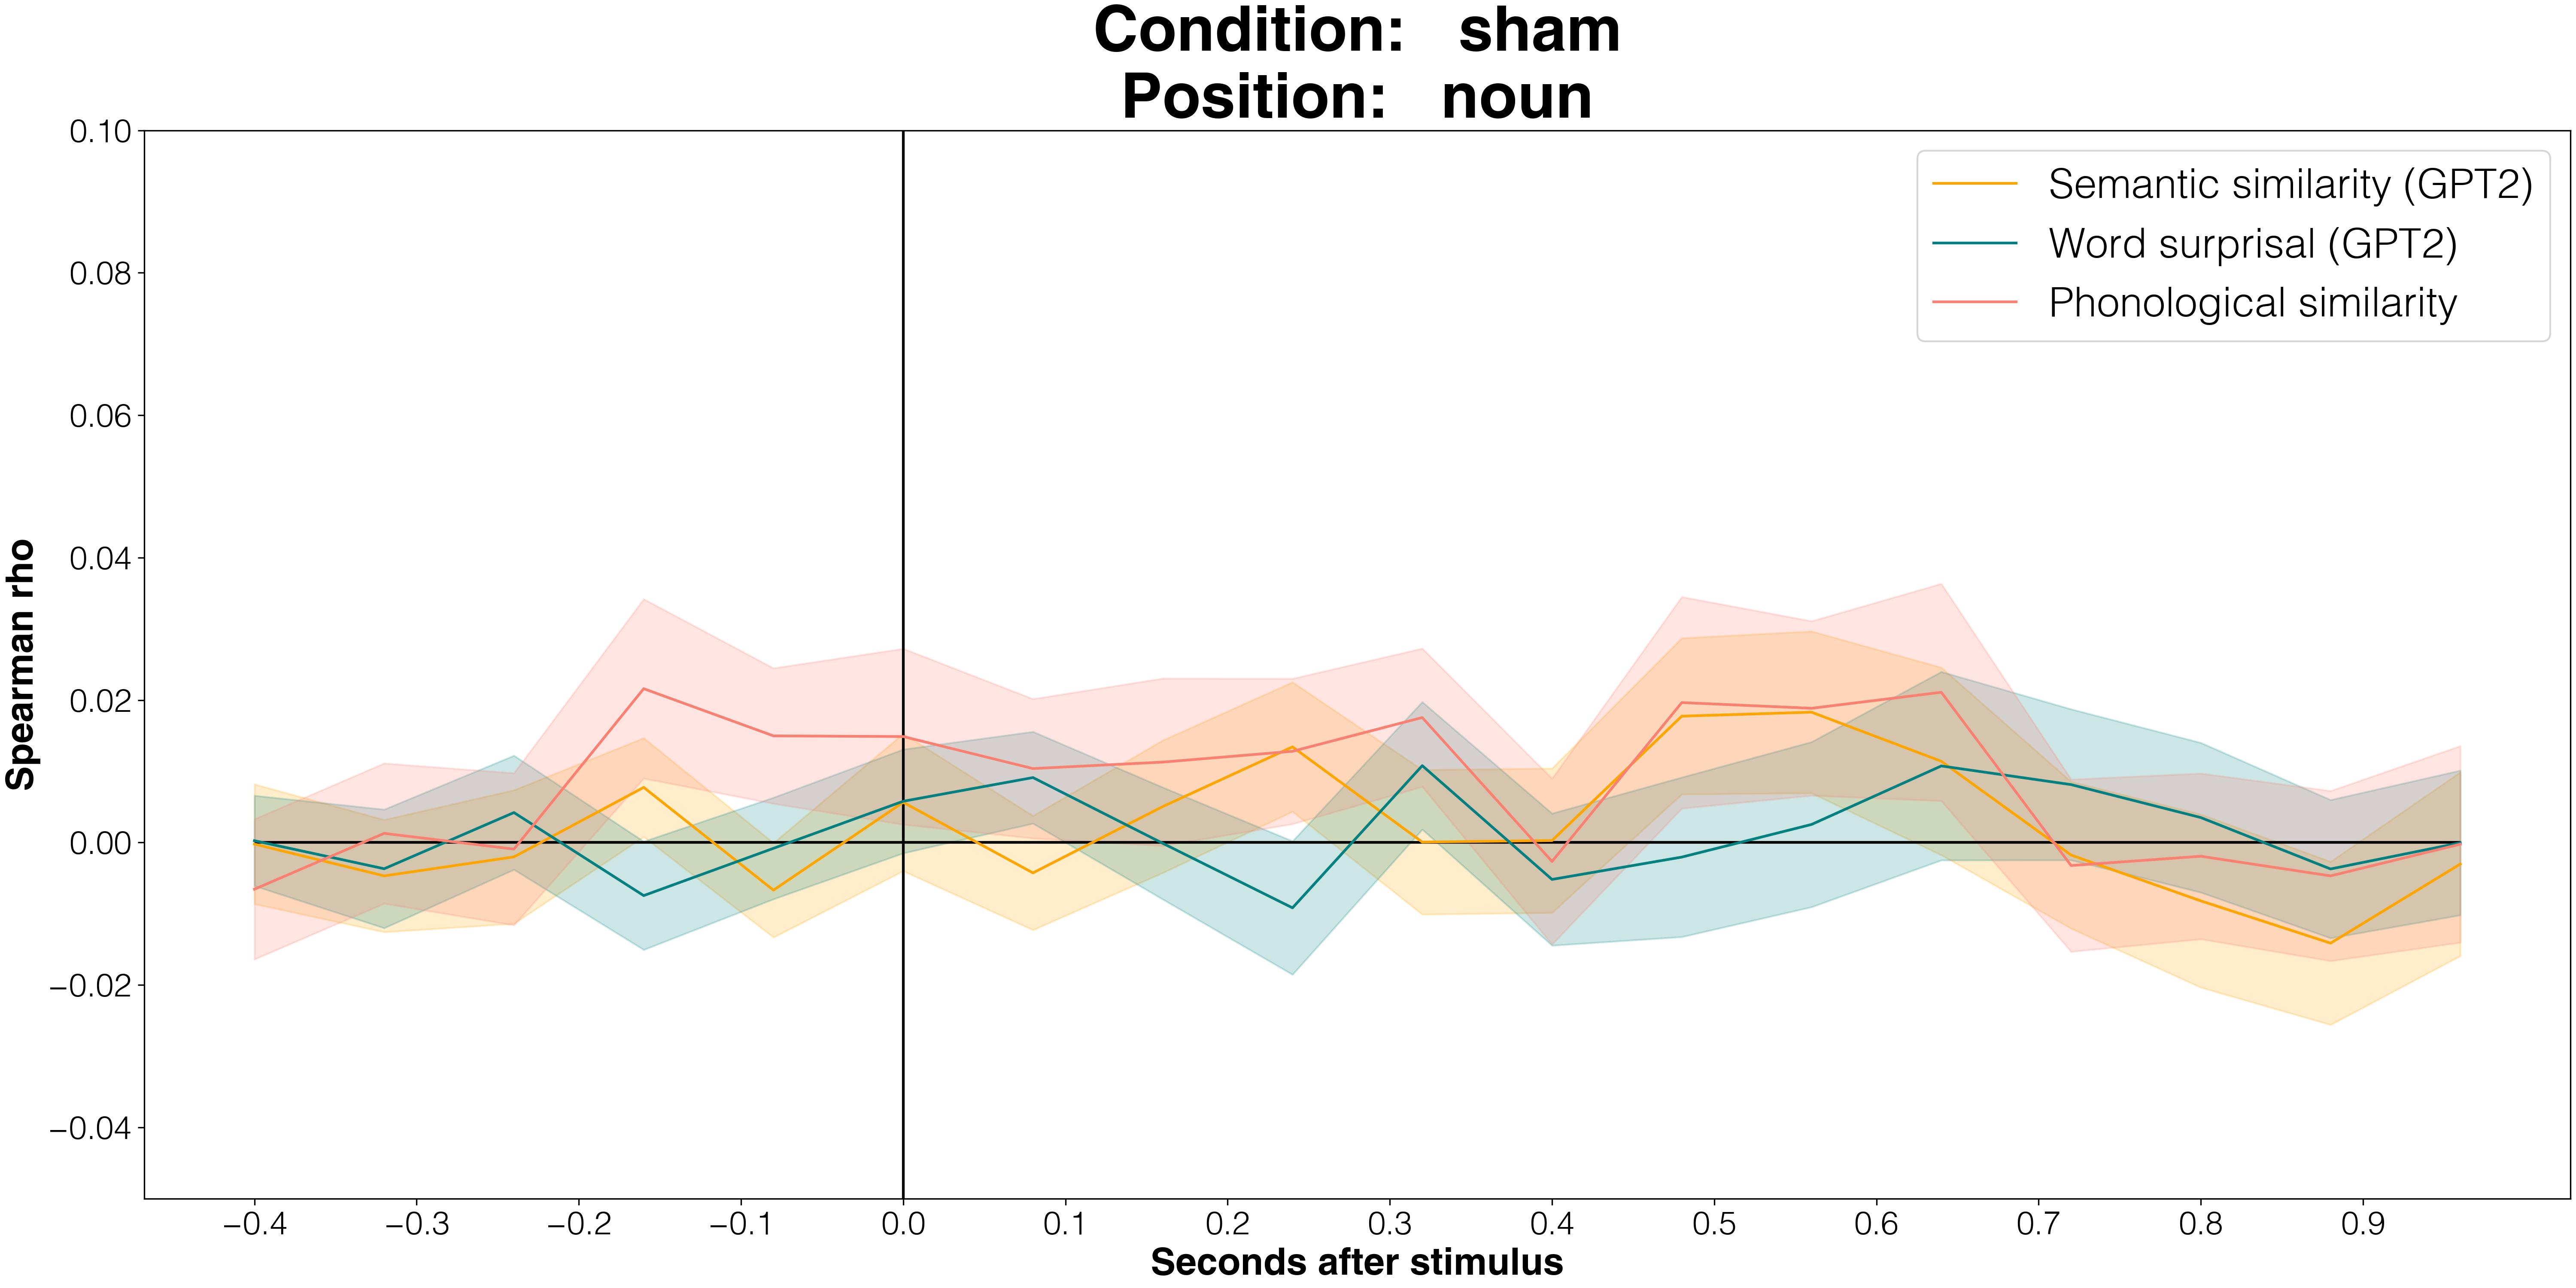 Condition: sham
Position: noun
0.10
0.08
0.06
0.04
0.02
0.00
−0.02
−0.04
Spearman rho
Semantic similarity (GPT2)
Word surprisal (GPT2)
Phonological similarity
−0.4 −0.3 −0.2 −0.1 0.0 0.1 0.2 0.3 0.4 0.5 0.6 0.7 0.8 0.9
Seconds after stimulus